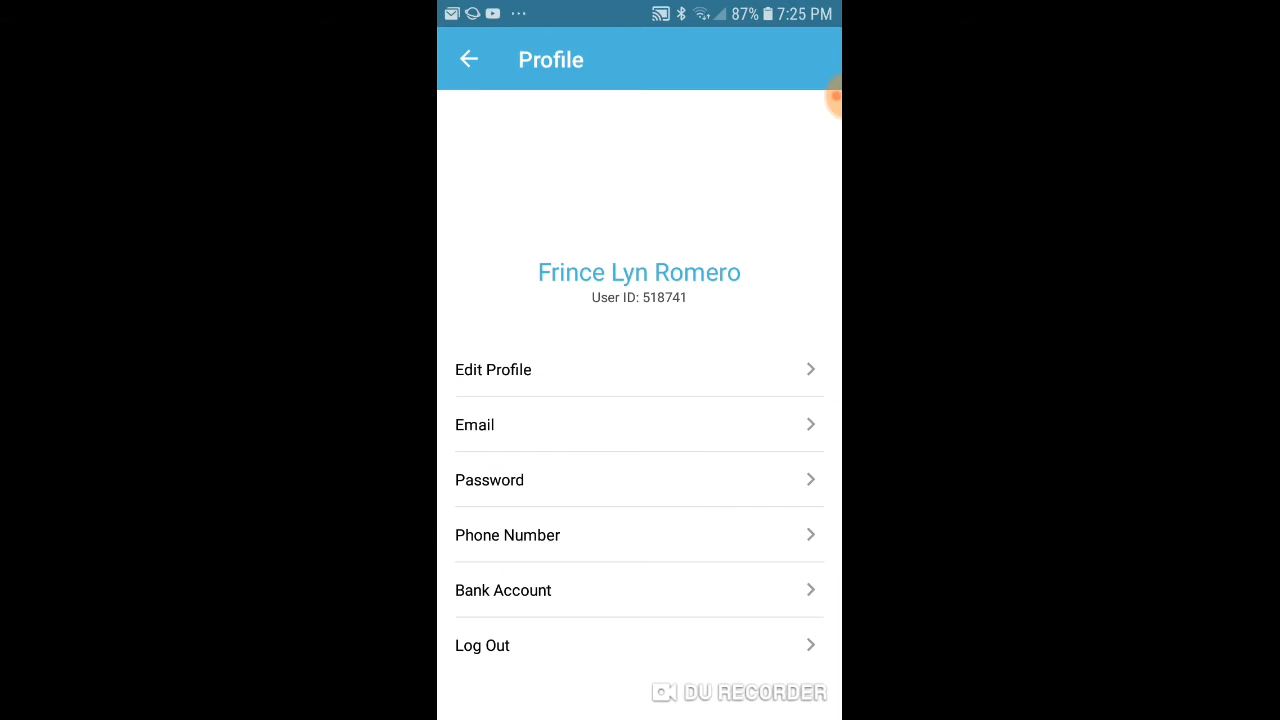 87% 7:25 PM
Profile
Frince Lyn Romero
User ID: 518741
Edit Profile
Email
Password
Phone Number
Bank Account
Log Out
DU RECORDER